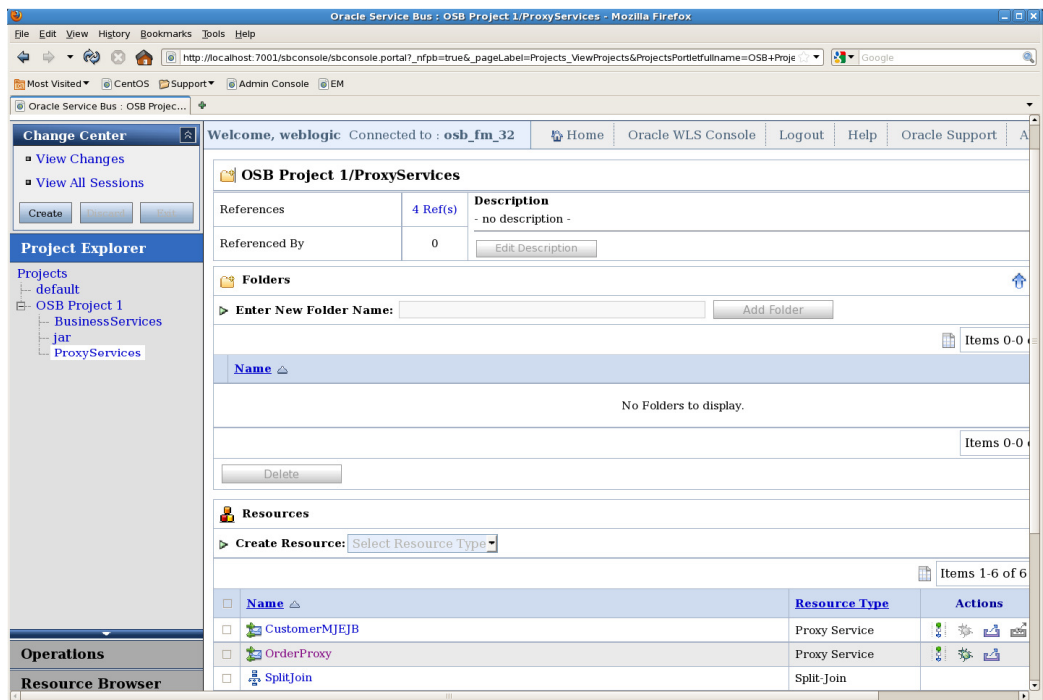 Oracle Service Bus : OSB Project 1/ProxyServices - Mozilla Firefox
File Edit View History Bookmarks Tools Help
http://localhost:7001/sbconsole/sbconsole.portal?_nfpb=true&_pageLabel=Projects_ViewProjects&ProjectsPortletfullname=OSB+Proje
Google
Most Visited CentOS Support Admin Console EM
Oracle Service Bus : OSB Projec...
Change Center
View Changes
View All Sessions
Create Discard Exit
Project Explorer
Projects
default
OSB Project 1
BusinessServices
jar
ProxyServices
Operations
Resource Browser
Welcome, weblogic Connected to : osb_fm_32 Home Oracle WLS Console Logout Help Oracle Support A
OSB Project 1/ProxyServices
References 4 Ref(s)
Referenced By 0
Description
- no description -
Edit Description
Folders
Enter New Folder Name: Add Folder
Items 0-0
Name
No Folders to display.
Items 0-0
Delete
Resources
Create Resource: Select Resource Type
Items 1-6 of 6
Name Resource Type Actions
CustomerMJEJB Proxy Service
OrderProxy Proxy Service
SplitJoin Split-Join